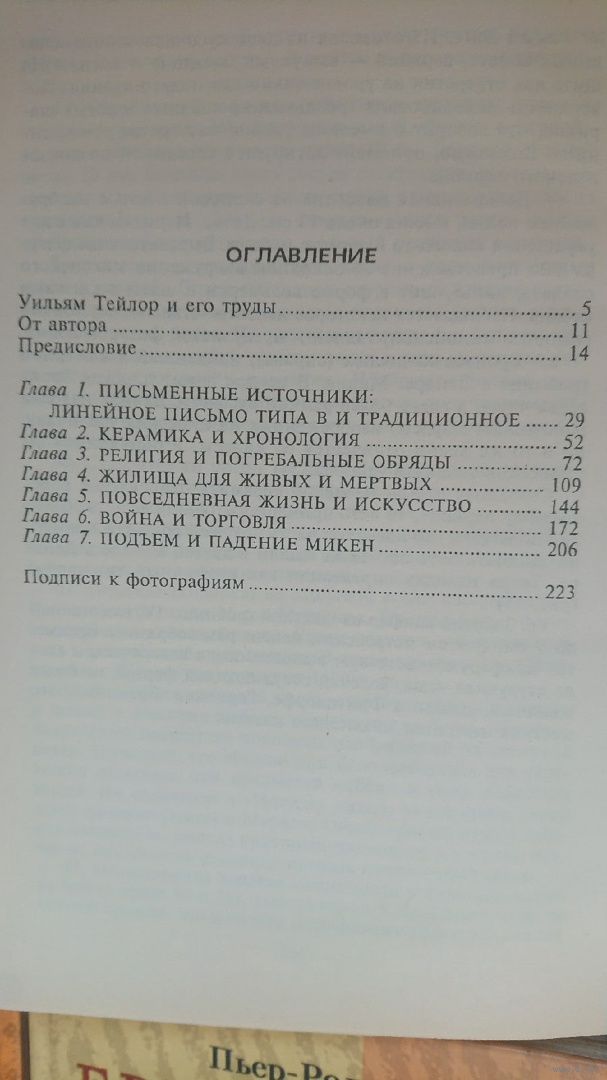 ОГЛАВЛЕНИЕ
Уильям Тейлор и его труды 5
От автора 11
Предисловие 14
Глава 1. ПИСЬМЕННЫЕ ИСТОЧНИКИ:
ЛИНЕЙНОЕ ПИСЬМО ТИПА В И ТРАДИЦИОННОЕ 29
Глава 2. КЕРАМИКА И ХРОНОЛОГИЯ 52
Глава 3. РЕЛИГИЯ И ПОГРЕБАЛЬНЫЕ ОБРЯДЫ 72
Глава 4. ЖИЛИЩА ДЛЯ ЖИВЫХ И МЕРТВЫХ 109
Глава 5. ПОВСЕДНЕВНАЯ ЖИЗНЬ И ИСКУССТВО 144
Глава 6. ВОЙНА И ТОРГОВЛЯ 172
Глава 7. ПОДЪЕМ И ПАДЕНИЕ МИКЕН 206
Подписи к фотографиям 223